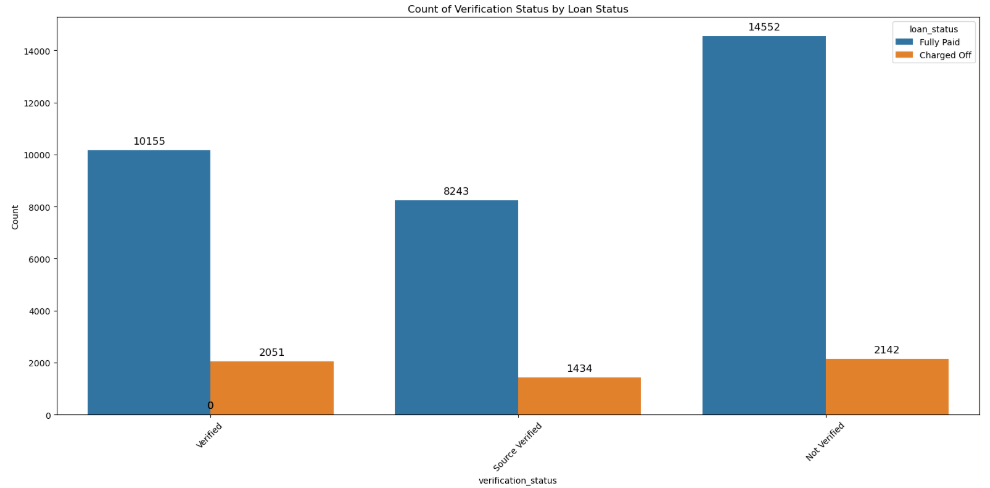 Count of Verification Status by Loan Status
loan_status
Fully Paid
Charged Off
14552
10155
8243
2051
1434
2142
0
Count
14000
12000
10000
8000
6000
4000
2000
0
Verified
Source Verified
Not Verified
verification_status